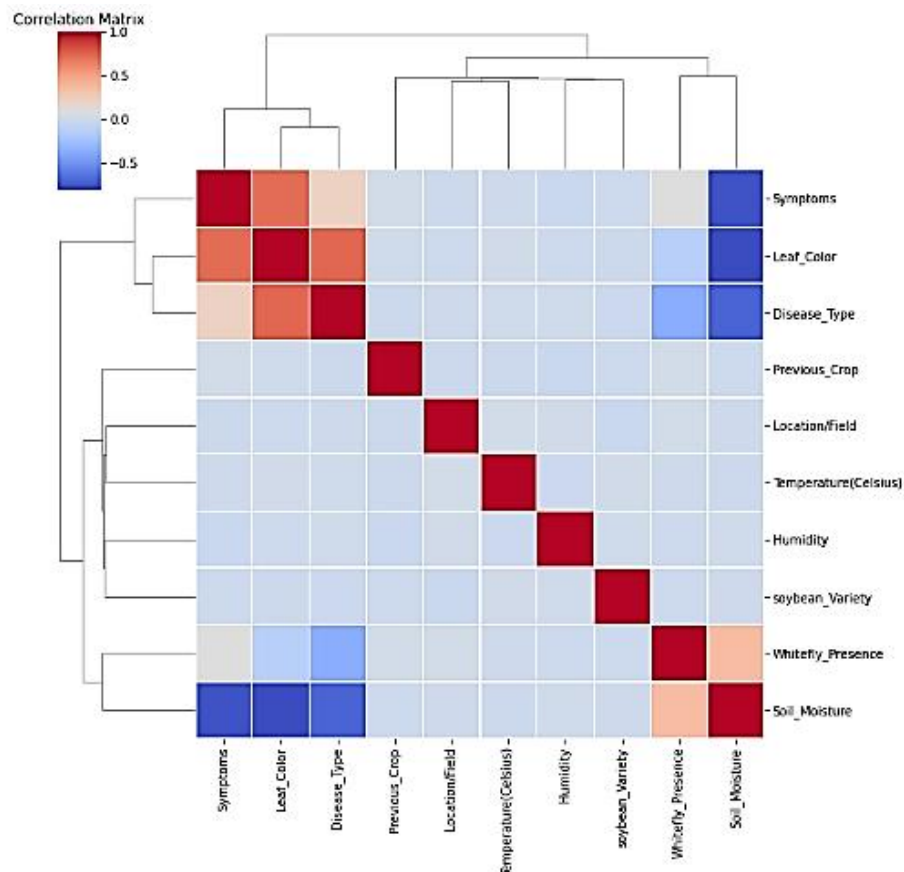 Correlation Matrix
1.0
0.5
0.0
−0.5
Symptoms
Leaf_Color
Disease_Type
Previous_Crop
Location/Field
Temperature(Celsius)
Humidity
soybean_Variety
Whitefly_Presence
Soil_Moisture
Symptoms
Leaf_Color
Disease_Type
Previous_Crop
Location/Field
Temperature(Celsius)
Humidity
soybean_Variety
Whitefly_Presence
Soil_Moisture